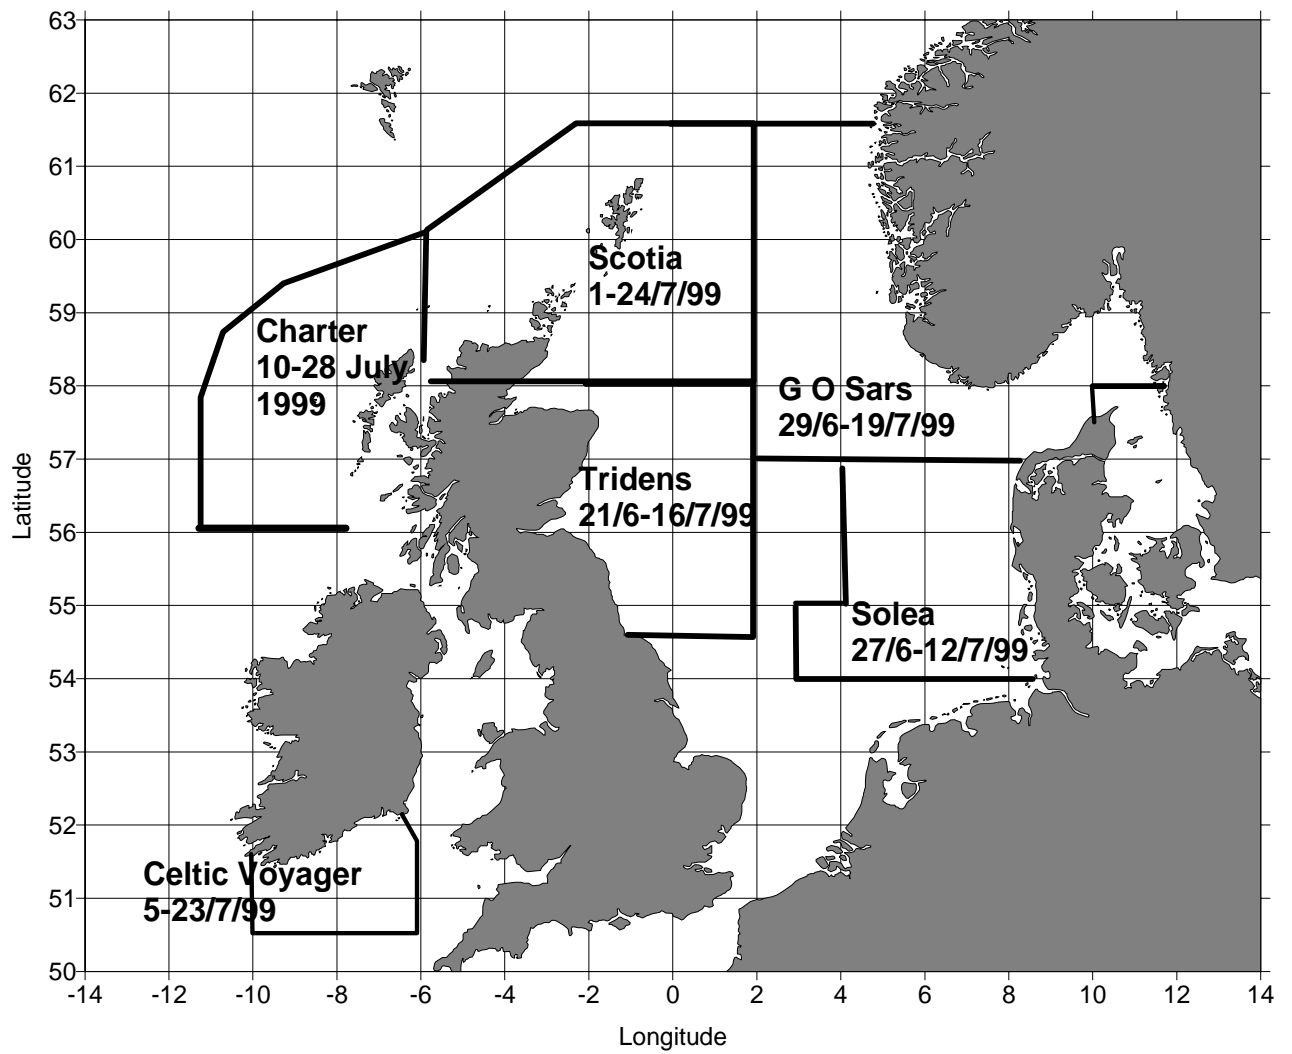 63
62
61
60
59
58
57
56
55
54
53
52
51
50
Latitude
Scotia
1-24/7/99
Charter
10-28 July
1999
G O Sars
29/6-19/7/99
Tridens
21/6-16/7/99
Solea
27/6-12/7/99
Celtic Voyager
5-23/7/99
-14 -12 -10 -8 -6 -4 -2 0 2 4 6 8 10 12 14
Longitude